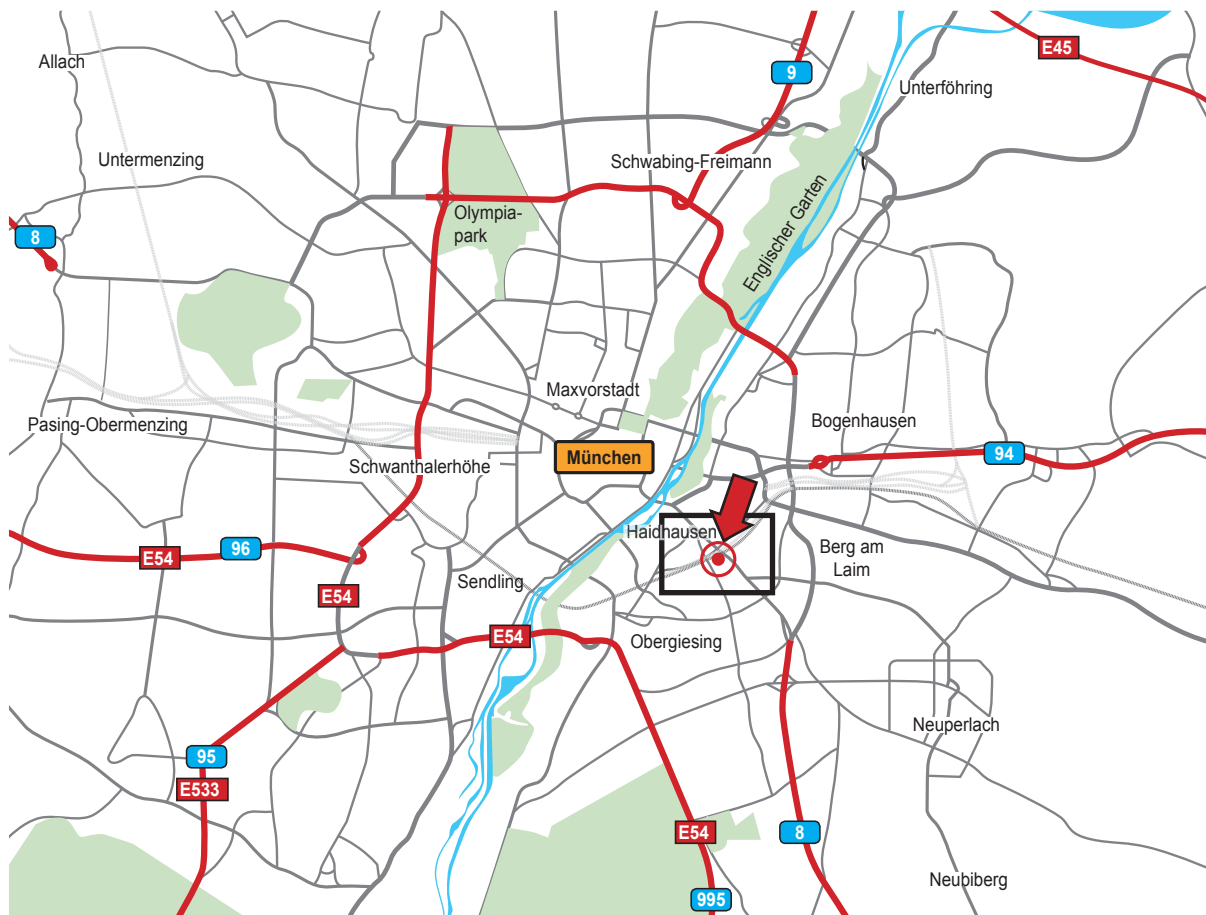 E45
Allach
9
Unterföhring
Untermenzing
Schwabing-Freimann
Englischer Garten
Olympia-
park
8
Maxvorstadt
Pasing-Obermenzing
Bogenhausen
München
94
Schwanthalerhöhe
Haidhausen
96
E54
Berg am
Laim
Sendling
E54
E54
Obergiesing
Neuperlach
95
E533
E54
8
Neubiberg
995